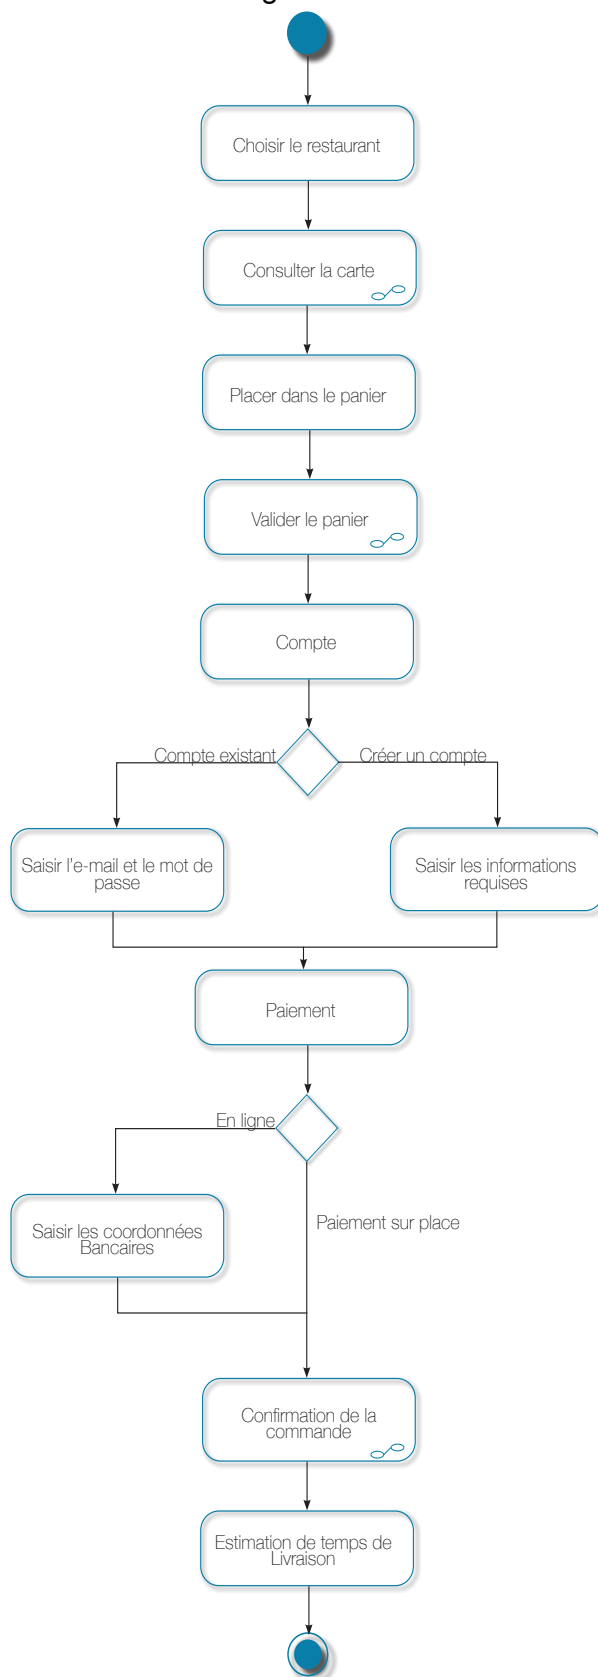 Choisir le restaurant
Consulter la carte
Placer dans le panier
Valider le panier
Compte
Compte existant
Créer un compte
Saisir l'e-mail et le mot de
passe
Saisir les informations
requises
Paiement
En ligne
Paiement sur place
Saisir les coordonnées
Bancaires
Confirmation de la
commande
Estimation de temps de
Livraison